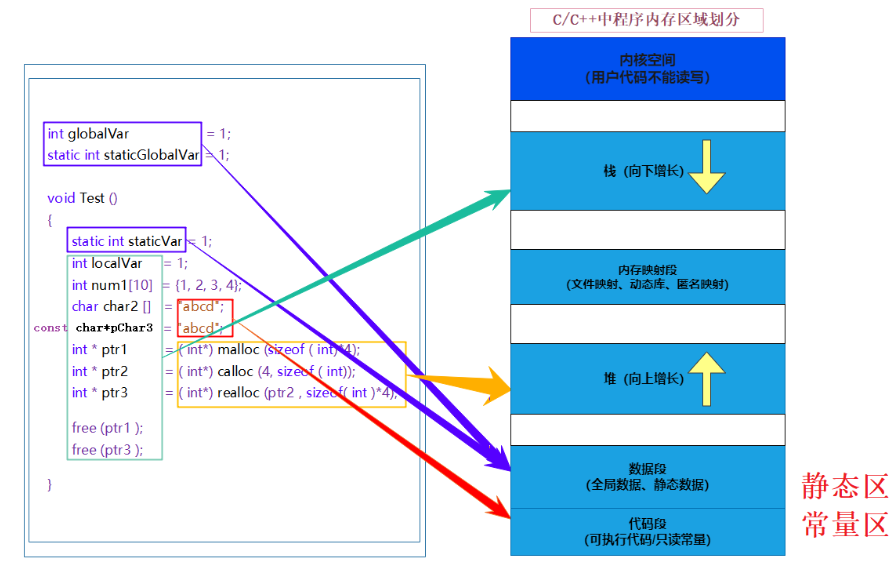 C/C++中程序内存区域划分
int globalVar = 1;
static int staticGlobalVar = 1;
void Test ()
{
static int staticVar = 1;
int localVar = 1;
int num1[10] = {1, 2, 3, 4};
char char2 [] = "abcd";
const char*pChar3 = "abcd";
int * ptr1 = ( int*) malloc (sizeof ( int)*4);
int * ptr2 = ( int*) calloc (4, sizeof ( int));
int * ptr3 = ( int*) realloc (ptr2 , sizeof( int )*4);
free (ptr1 );
free (ptr3 );
}
内核空间
(用户代码不能读写)
栈 (向下增长)
内存映射段
(文件映射、动态库、匿名映射)
堆 (向上增长)
数据段
(全局数据、静态数据)
代码段
(可执行代码/只读常量)
静态区
常量区